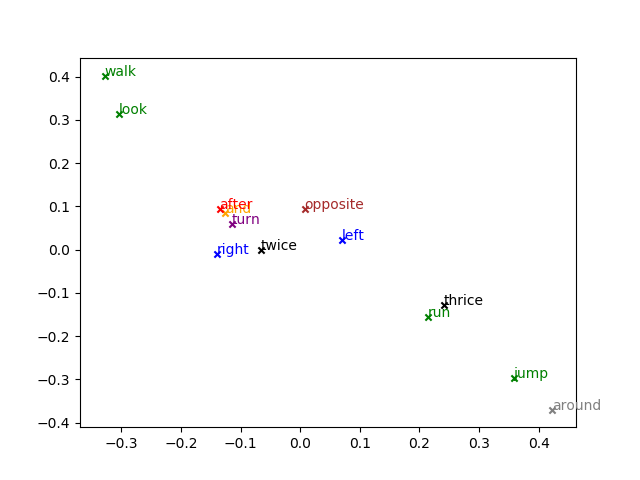 walk
look
after
and
opposite
turn
left
right
twice
thrice
run
jump
around
0.4
0.3
0.2
0.1
0.0
−0.1
−0.2
−0.3
−0.4
−0.3 −0.2 −0.1 0.0 0.1 0.2 0.3 0.4